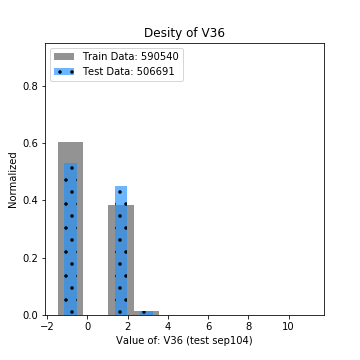 Desity of V36
Train Data: 590540
Test Data: 506691
Normalized
0.8
0.6
0.4
0.2
0.0
−2 0 2 4 6 8 10
Value of: V36 (test sep104)